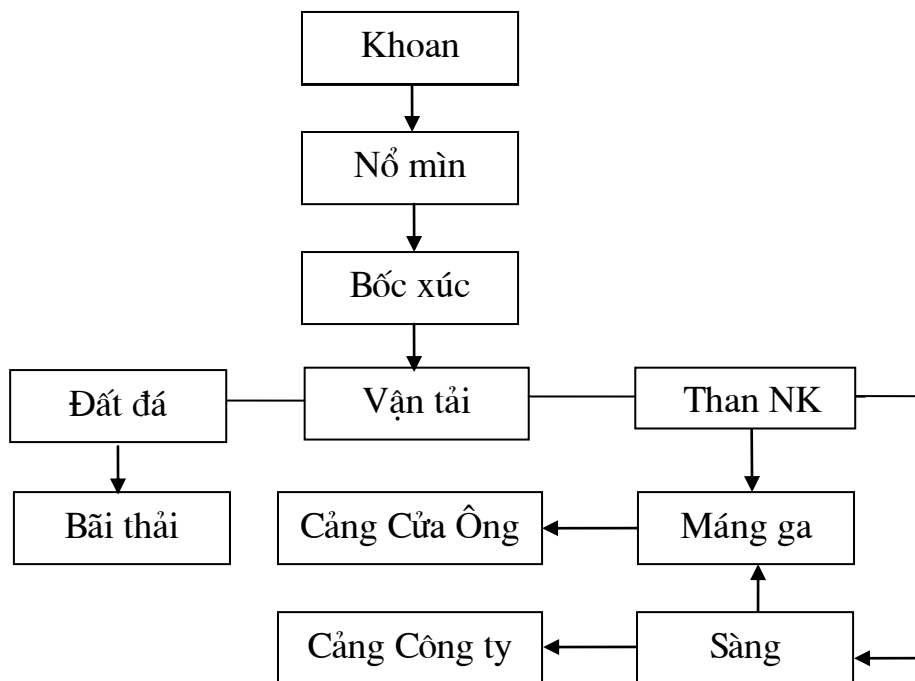 Khoan
Nổ mìn
Bốc xúc
Đất đá
Vận tải
Than NK
Bãi thải
Cảng Cửa Ông
Máng ga
Cảng Công ty
Sàng